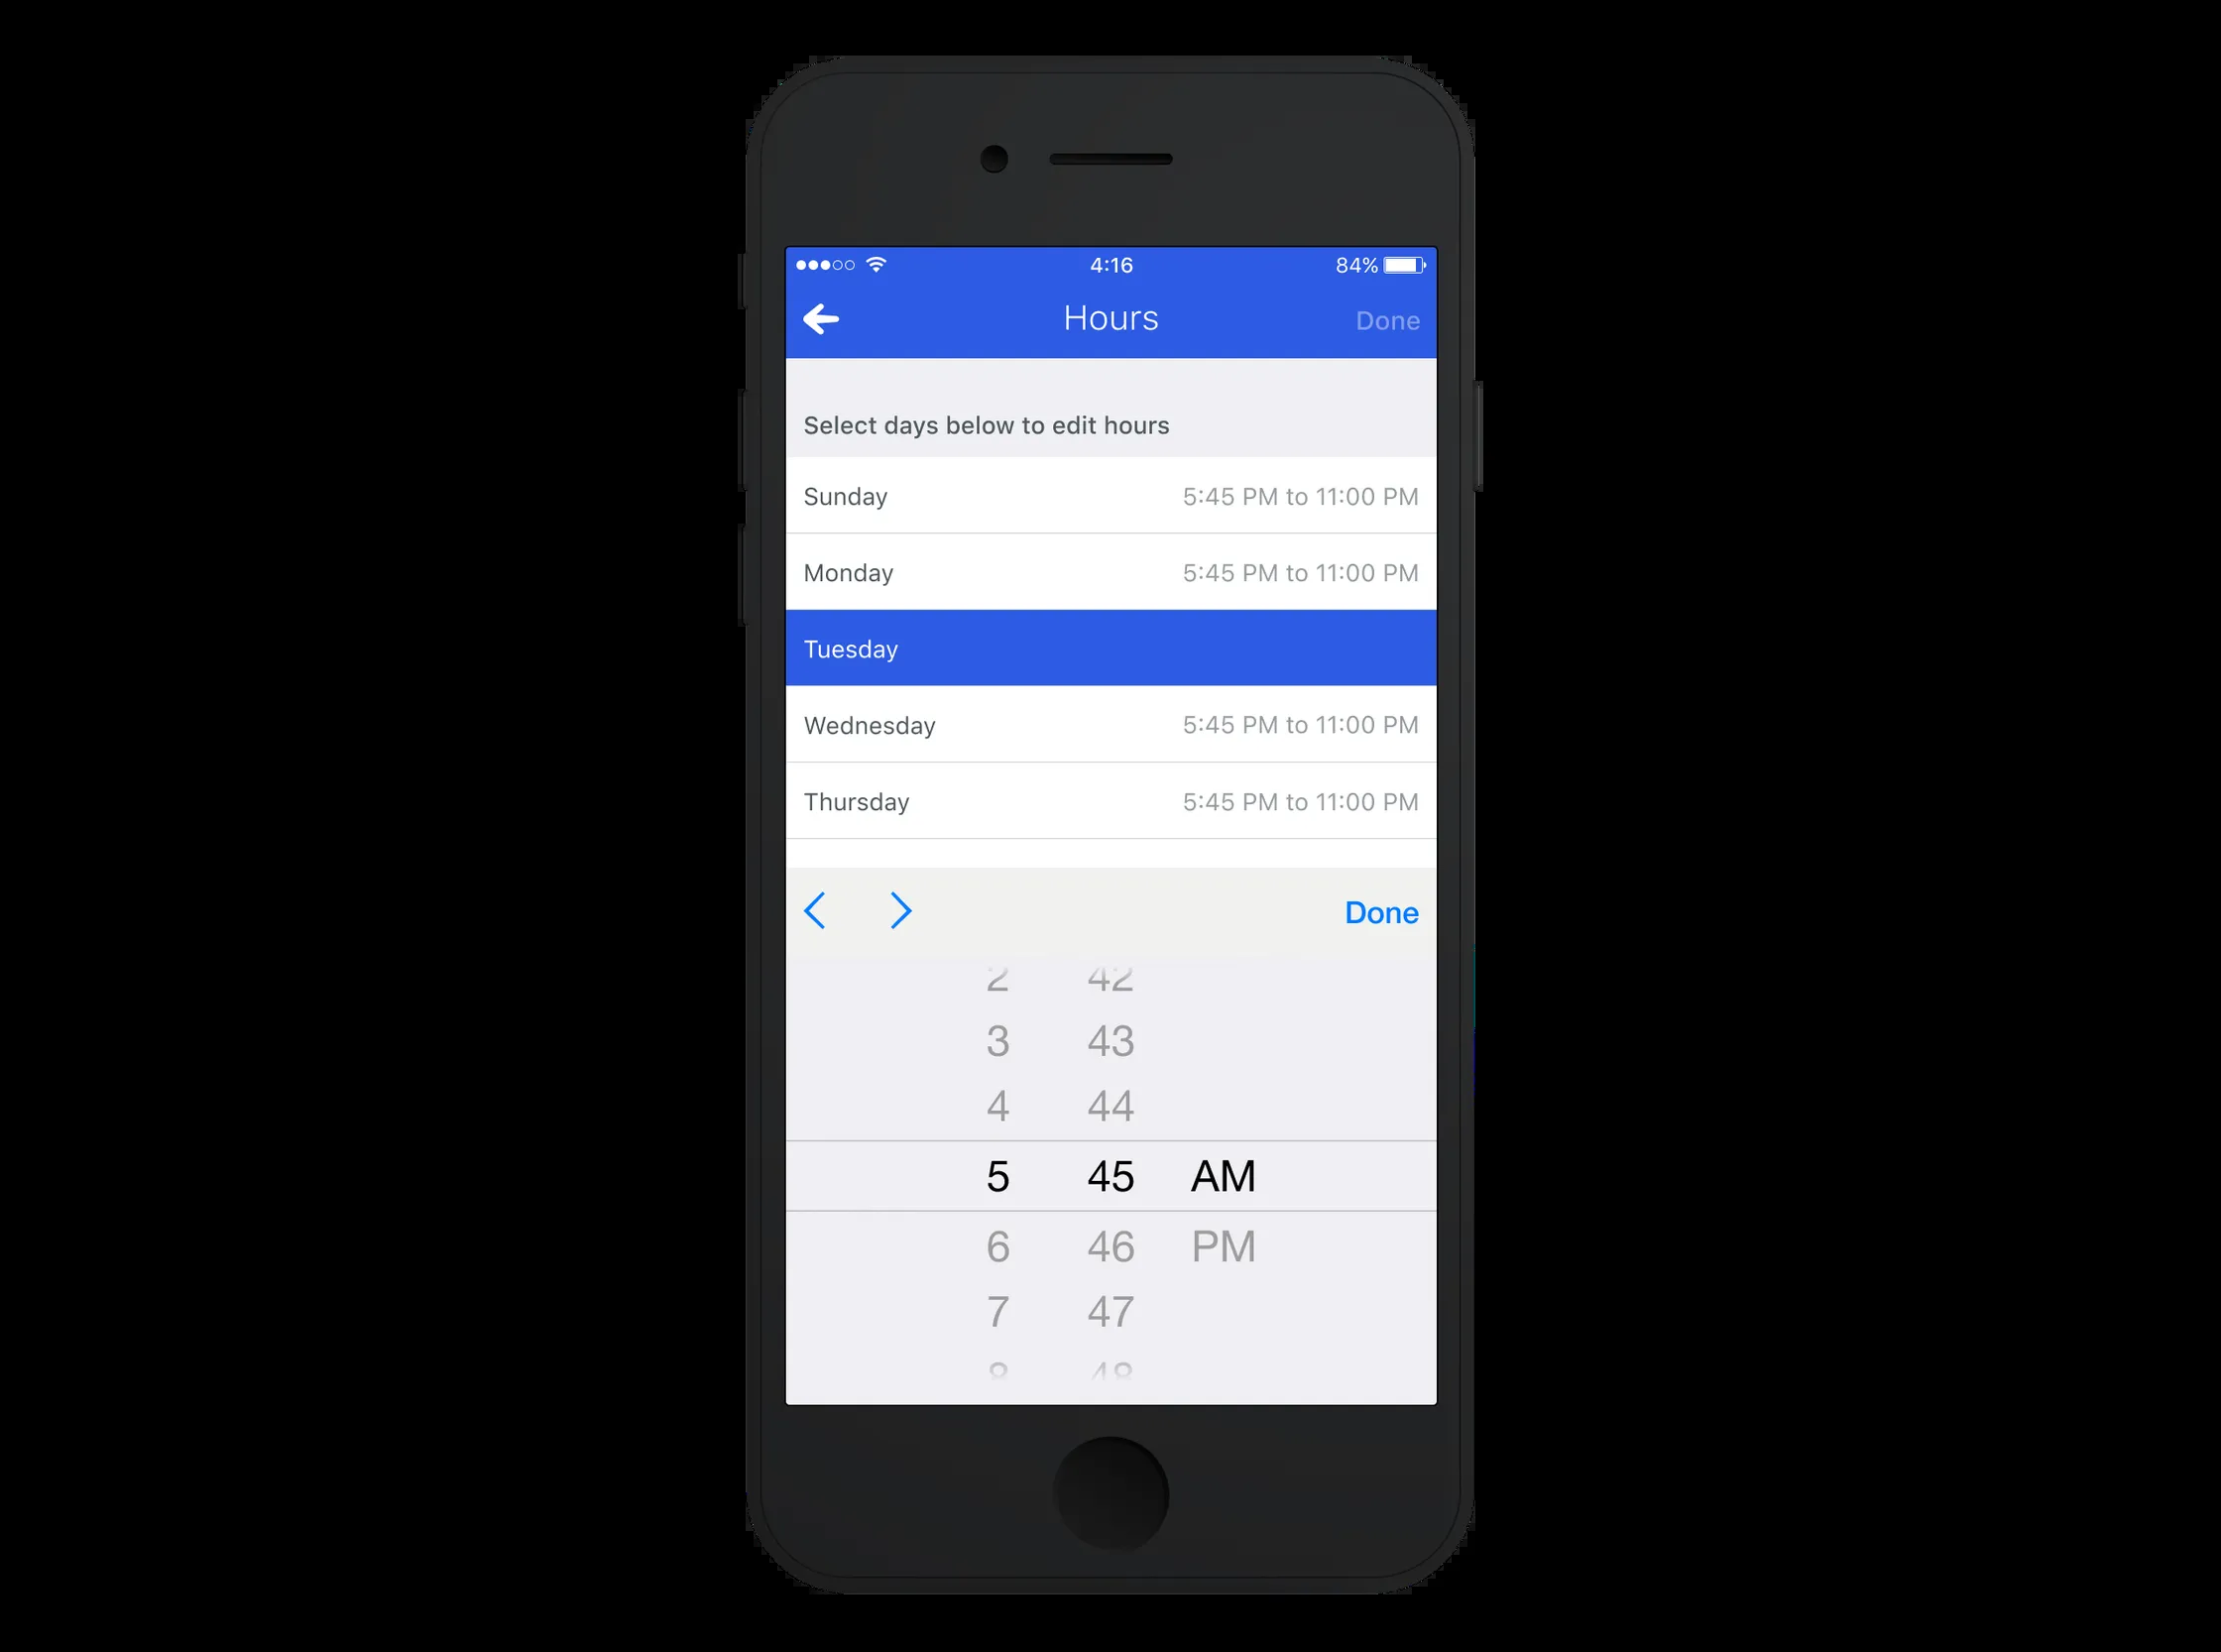 4:16 84%
Hours Done
Select days below to edit hours
Sunday 5:45 PM to 11:00 PM
Monday 5:45 PM to 11:00 PM
Tuesday
Wednesday 5:45 PM to 11:00 PM
Thursday 5:45 PM to 11:00 PM
Done
2 42
3 43
4 44
5 45 AM
6 46 PM
7 47
8 48